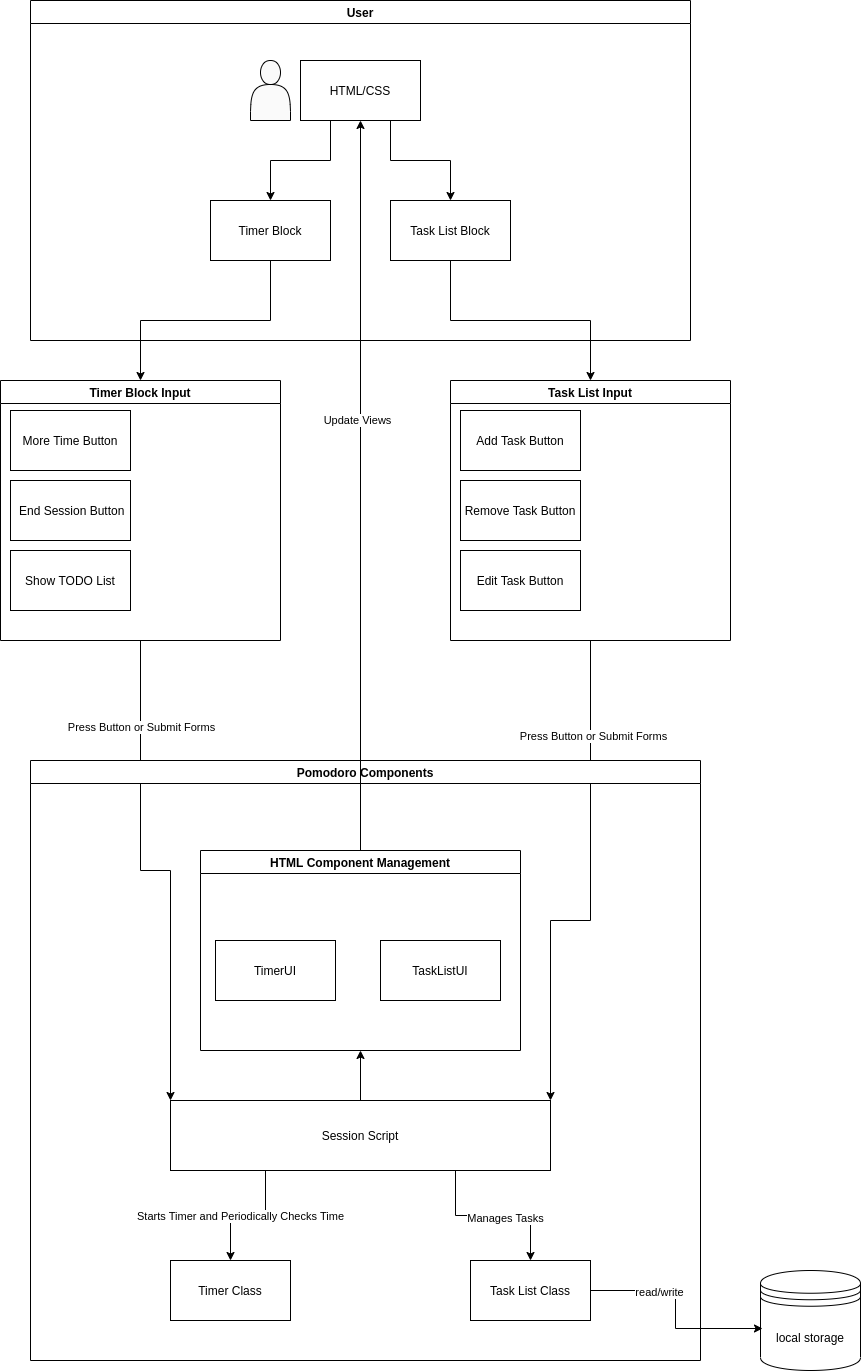 User
HTML/CSS
Timer Block
Task List Block
Timer Block Input
Task List Input
More Time Button
Update Views
Add Task Button
End Session Button
Remove Task Button
Show TODO List
Edit Task Button
Press Button or Submit Forms
Press Button or Submit Forms
Pomodoro Components
HTML Component Management
TimerUI
TaskListUI
Session Script
Starts Timer and Periodically Checks Time
Manages Tasks
Timer Class
Task List Class
read/write
local storage